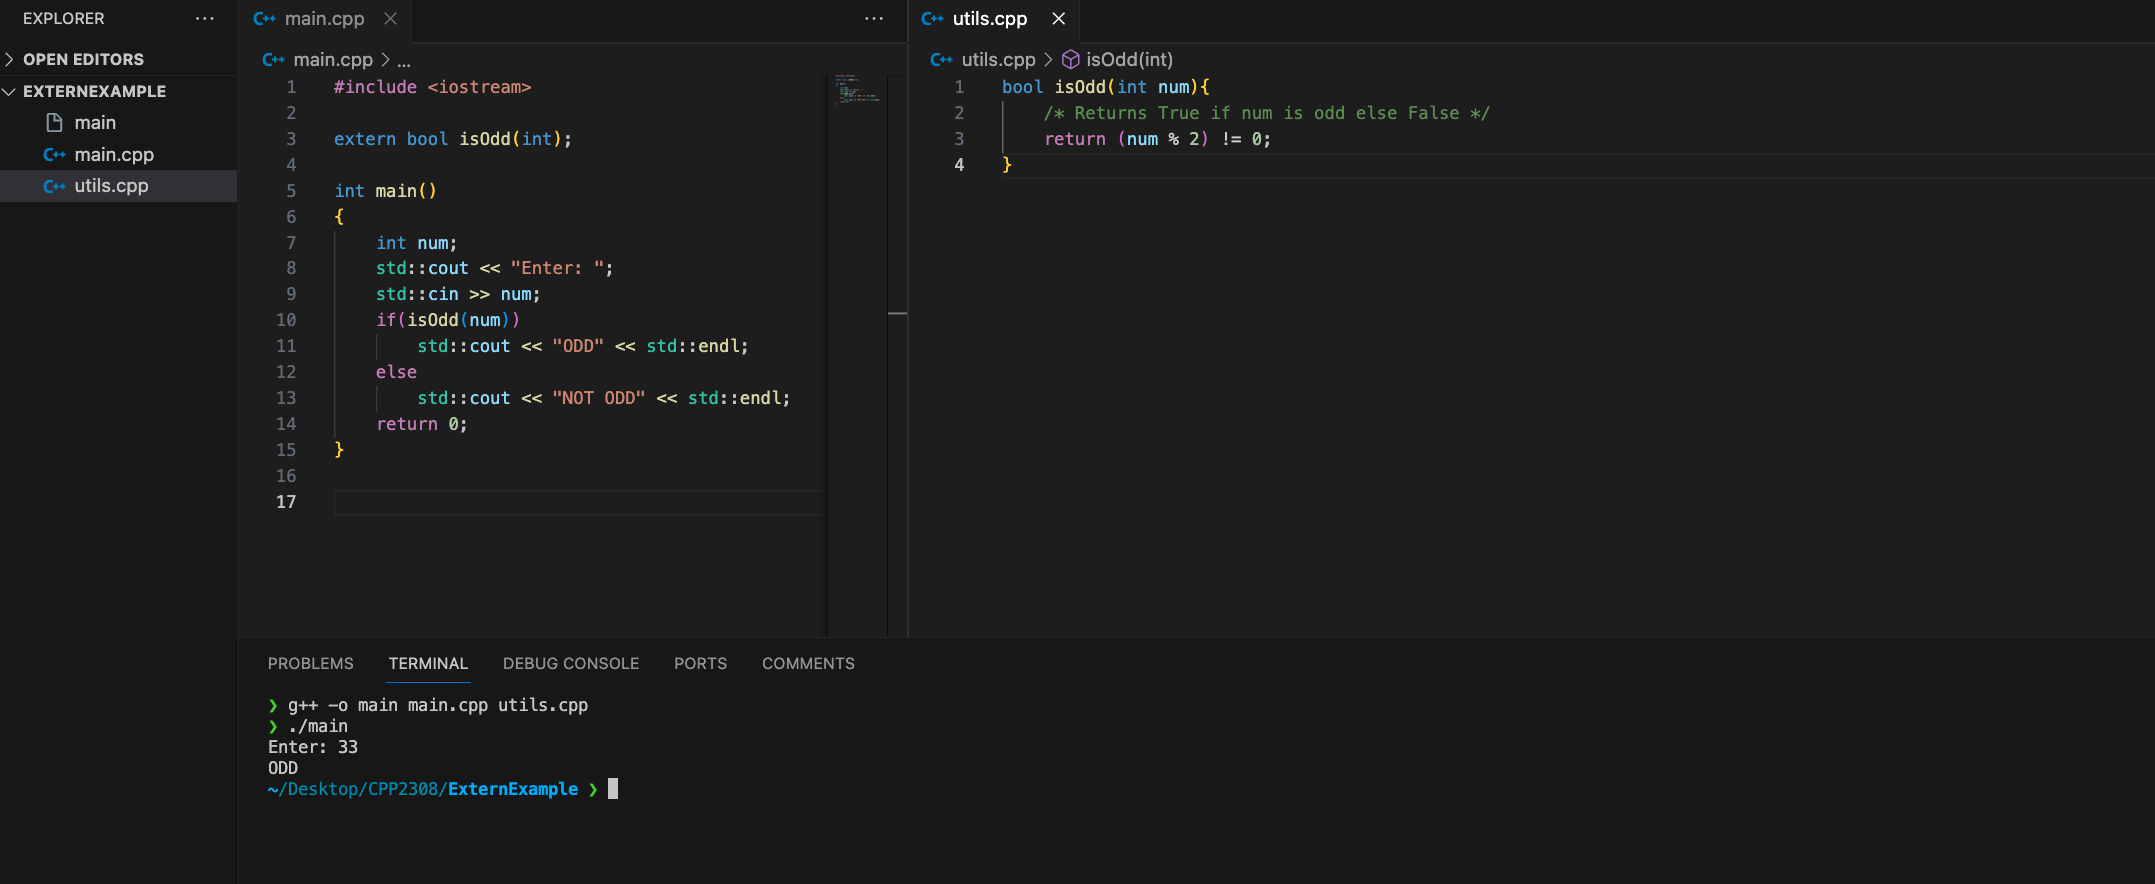 EXPLORER ···
OPEN EDITORS
EXTERNEXAMPLE
main
C++ main.cpp
C++ utils.cpp
C++ main.cpp ···
C++ main.cpp > ...
1 #include <iostream>
2
3 extern bool isOdd(int);
4
5 int main()
6 {
7     int num;
8     std::cout << "Enter: ";
9     std::cin >> num;
10     if(isOdd(num))
11         std::cout << "ODD" << std::endl;
12     else
13         std::cout << "NOT ODD" << std::endl;
14     return 0;
15 }
16
17
C++ utils.cpp
C++ utils.cpp > isOdd(int)
1 bool isOdd(int num){
2     /* Returns True if num is odd else False */
3     return (num % 2) != 0;
4 }
PROBLEMS TERMINAL DEBUG CONSOLE PORTS COMMENTS
❯ g++ -o main main.cpp utils.cpp
❯ ./main
Enter: 33
ODD
~/Desktop/CPP2308/ExternExample ❯